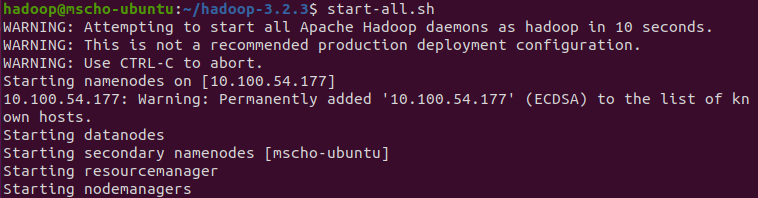 hadoop@mscho-ubuntu:~/hadoop-3.2.3$ start-all.sh
WARNING: Attempting to start all Apache Hadoop daemons as hadoop in 10 seconds.
WARNING: This is not a recommended production deployment configuration.
WARNING: Use CTRL-C to abort.
Starting namenodes on [10.100.54.177]
10.100.54.177: Warning: Permanently added '10.100.54.177' (ECDSA) to the list of kn
own hosts.
Starting datanodes
Starting secondary namenodes [mscho-ubuntu]
Starting resourcemanager
Starting nodemanagers